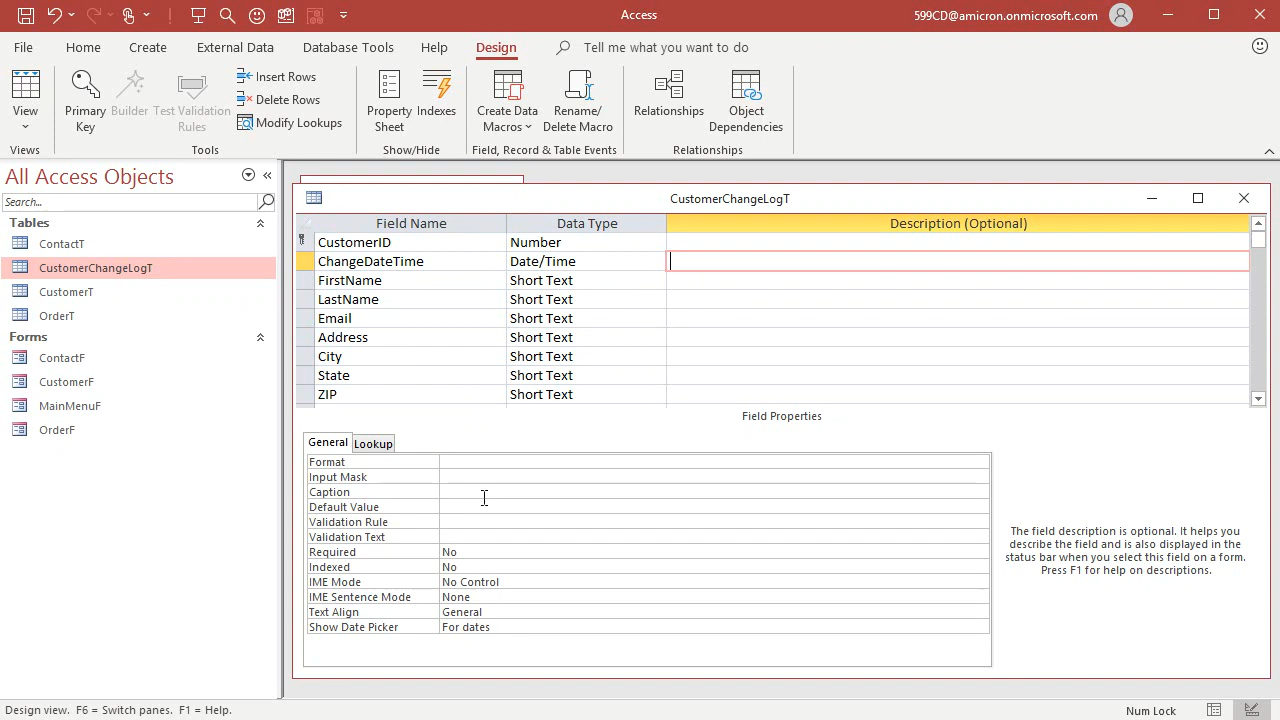 Access
599CD@amicron.onmicrosoft.com
File Home Create External Data Database Tools Help Design Tell me what you want to do
View
Views
Primary Key
Builder
Test Validation Rules
Insert Rows
Delete Rows
Modify Lookups
Tools
Property Sheet
Indexes
Show/Hide
Create Data Macros
Rename/ Delete Macro
Field, Record & Table Events
Relationships
Object Dependencies
Relationships
All Access Objects
Search...
Tables
ContactT
CustomerChangeLogT
CustomerT
OrderT
Forms
ContactF
CustomerF
MainMenuF
OrderF
CustomerChangeLogT
Field Name Data Type Description (Optional)
CustomerID Number
ChangeDateTime Date/Time
FirstName Short Text
LastName Short Text
Email Short Text
Address Short Text
City Short Text
State Short Text
ZIP Short Text
Field Properties
General Lookup
Format
Input Mask
Caption
Default Value
Validation Rule
Validation Text
Required No
Indexed No
IME Mode No Control
IME Sentence Mode None
Text Align General
Show Date Picker For dates
The field description is optional. It helps you
describe the field and is also displayed in the
status bar when you select this field on a form.
Press F1 for help on descriptions.
Design view. F6 = Switch panes. F1 = Help.
Num Lock